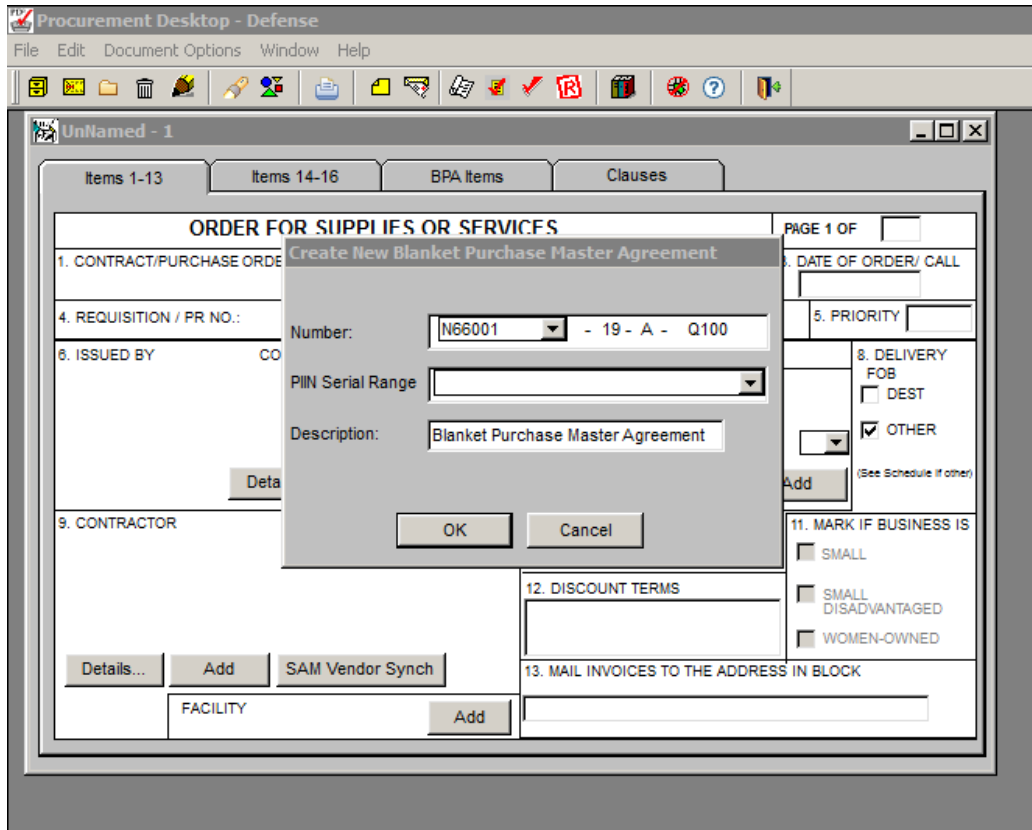 Procurement Desktop - Defense
File Edit Document Options Window Help
UnNamed - 1
Items 1-13 Items 14-16 BPA Items Clauses
ORDER FOR SUPPLIES OR SERVICES PAGE 1 OF
1. CONTRACT/PURCHASE ORDE DATE OF ORDER/ CALL
4. REQUISITION / PR NO.: 5. PRIORITY
6. ISSUED BY CO 8. DELIVERY
FOB
DEST
OTHER
(See Schedule if other)
Deta Add
Create New Blanket Purchase Master Agreement
Number: N66001 - 19 - A - Q100
PIIN Serial Range
Description: Blanket Purchase Master Agreement
OK Cancel
9. CONTRACTOR 11. MARK IF BUSINESS IS
SMALL
SMALL
DISADVANTAGED
WOMEN-OWNED
12. DISCOUNT TERMS
Details... Add SAM Vendor Synch
13. MAIL INVOICES TO THE ADDRESS IN BLOCK
FACILITY Add